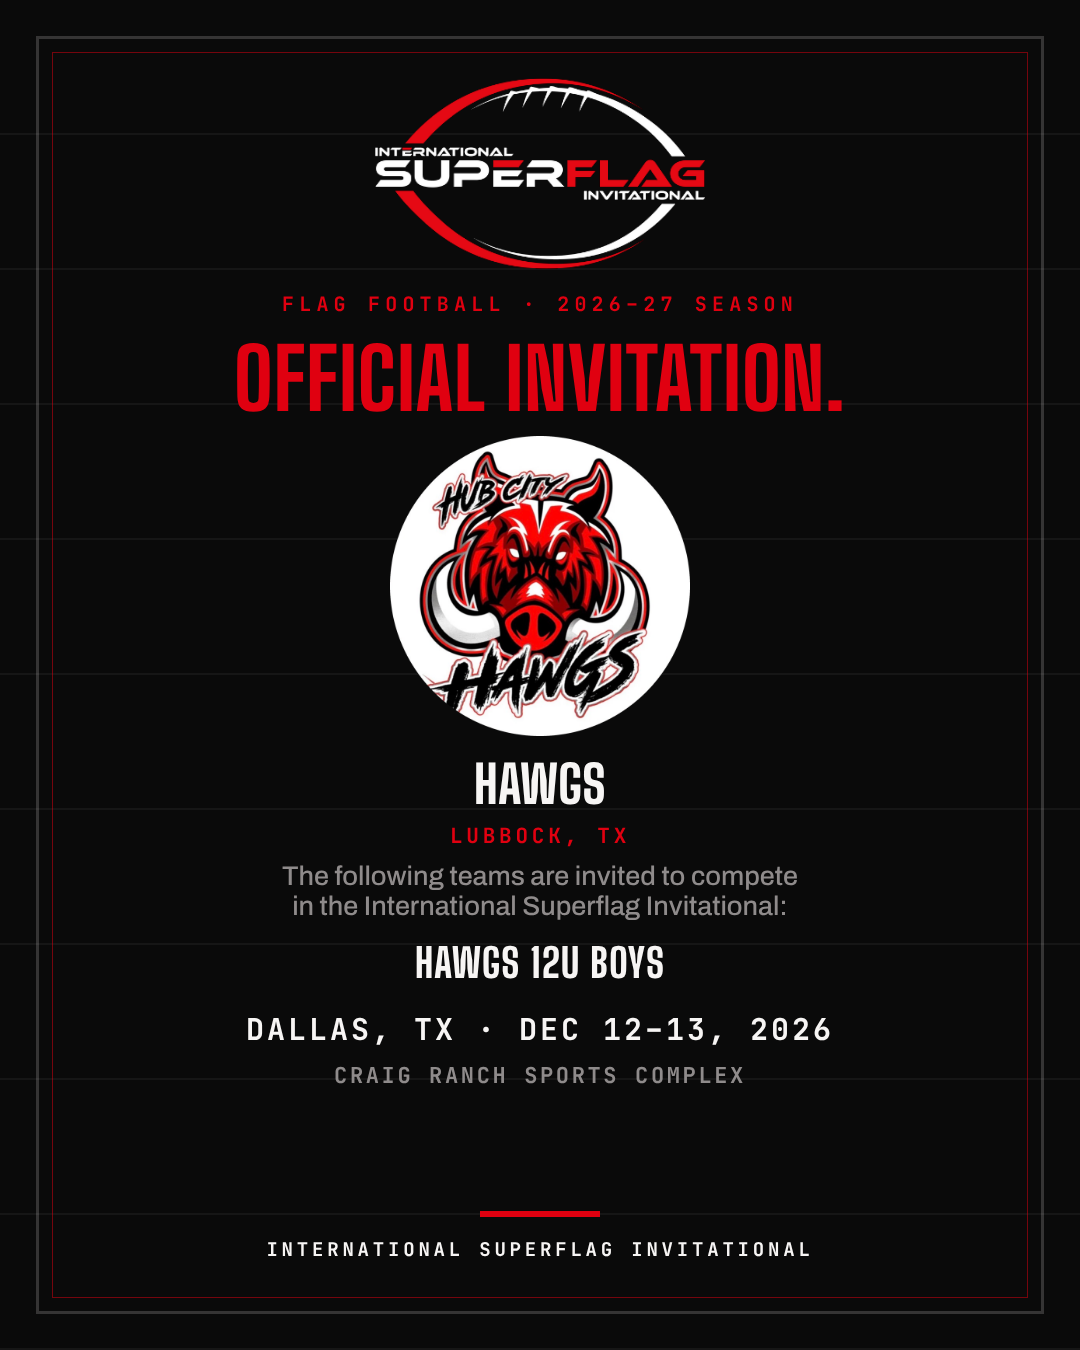 INTERNATIONAL
SUPERFLAG
INVITATIONAL
FLAG FOOTBALL · 2026–27 SEASON
OFFICIAL INVITATION.
HUB CITY
HAWGS
HAWGS
LUBBOCK, TX
The following teams are invited to compete
in the International Superflag Invitational:
HAWGS 12U BOYS
DALLAS, TX · DEC 12–13, 2026
CRAIG RANCH SPORTS COMPLEX
INTERNATIONAL SUPERFLAG INVITATIONAL